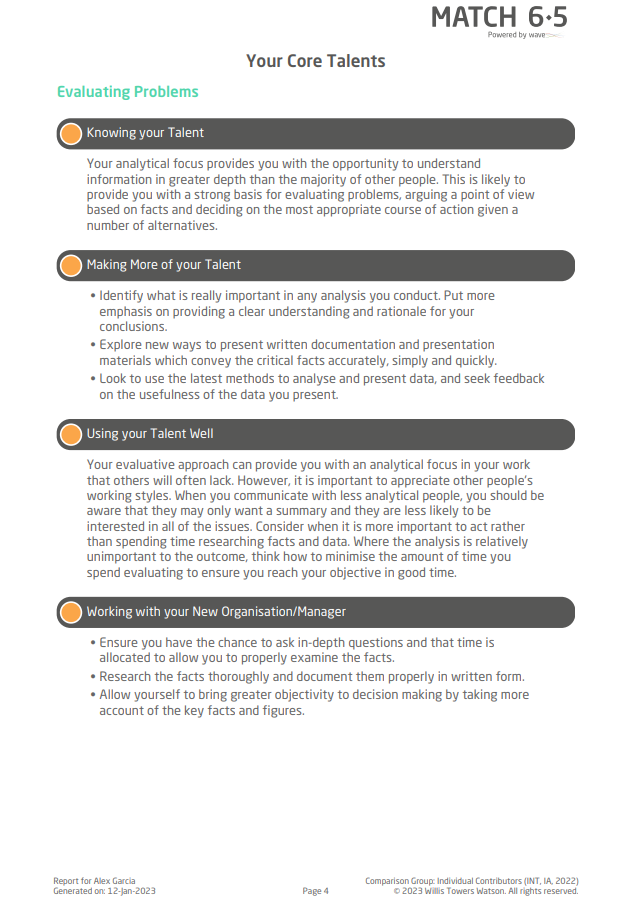 MATCH 6·5
Powered by wave
Your Core Talents
Evaluating Problems
Knowing your Talent
Your analytical focus provides you with the opportunity to understand
information in greater depth than the majority of other people. This is likely to
provide you with a strong basis for evaluating problems, arguing a point of view
based on facts and deciding on the most appropriate course of action given a
number of alternatives.
Making More of your Talent
• Identify what is really important in any analysis you conduct. Put more
emphasis on providing a clear understanding and rationale for your
conclusions.
• Explore new ways to present written documentation and presentation
materials which convey the critical facts accurately, simply and quickly.
• Look to use the latest methods to analyse and present data, and seek feedback
on the usefulness of the data you present.
Using your Talent Well
Your evaluative approach can provide you with an analytical focus in your work
that others will often lack. However, it is important to appreciate other people's
working styles. When you communicate with less analytical people, you should be
aware that they may only want a summary and they are less likely to be
interested in all of the issues. Consider when it is more important to act rather
than spending time researching facts and data. Where the analysis is relatively
unimportant to the outcome, think how to minimise the amount of time you
spend evaluating to ensure you reach your objective in good time.
Working with your New Organisation/Manager
• Ensure you have the chance to ask in-depth questions and that time is
allocated to allow you to properly examine the facts.
• Research the facts thoroughly and document them properly in written form.
• Allow yourself to bring greater objectivity to decision making by taking more
account of the key facts and figures.
Report for Alex Garcia
Generated on: 12-Jan-2023
Page 4
Comparison Group: Individual Contributors (INT, IA, 2022)
© 2023 Willis Towers Watson. All rights reserved.